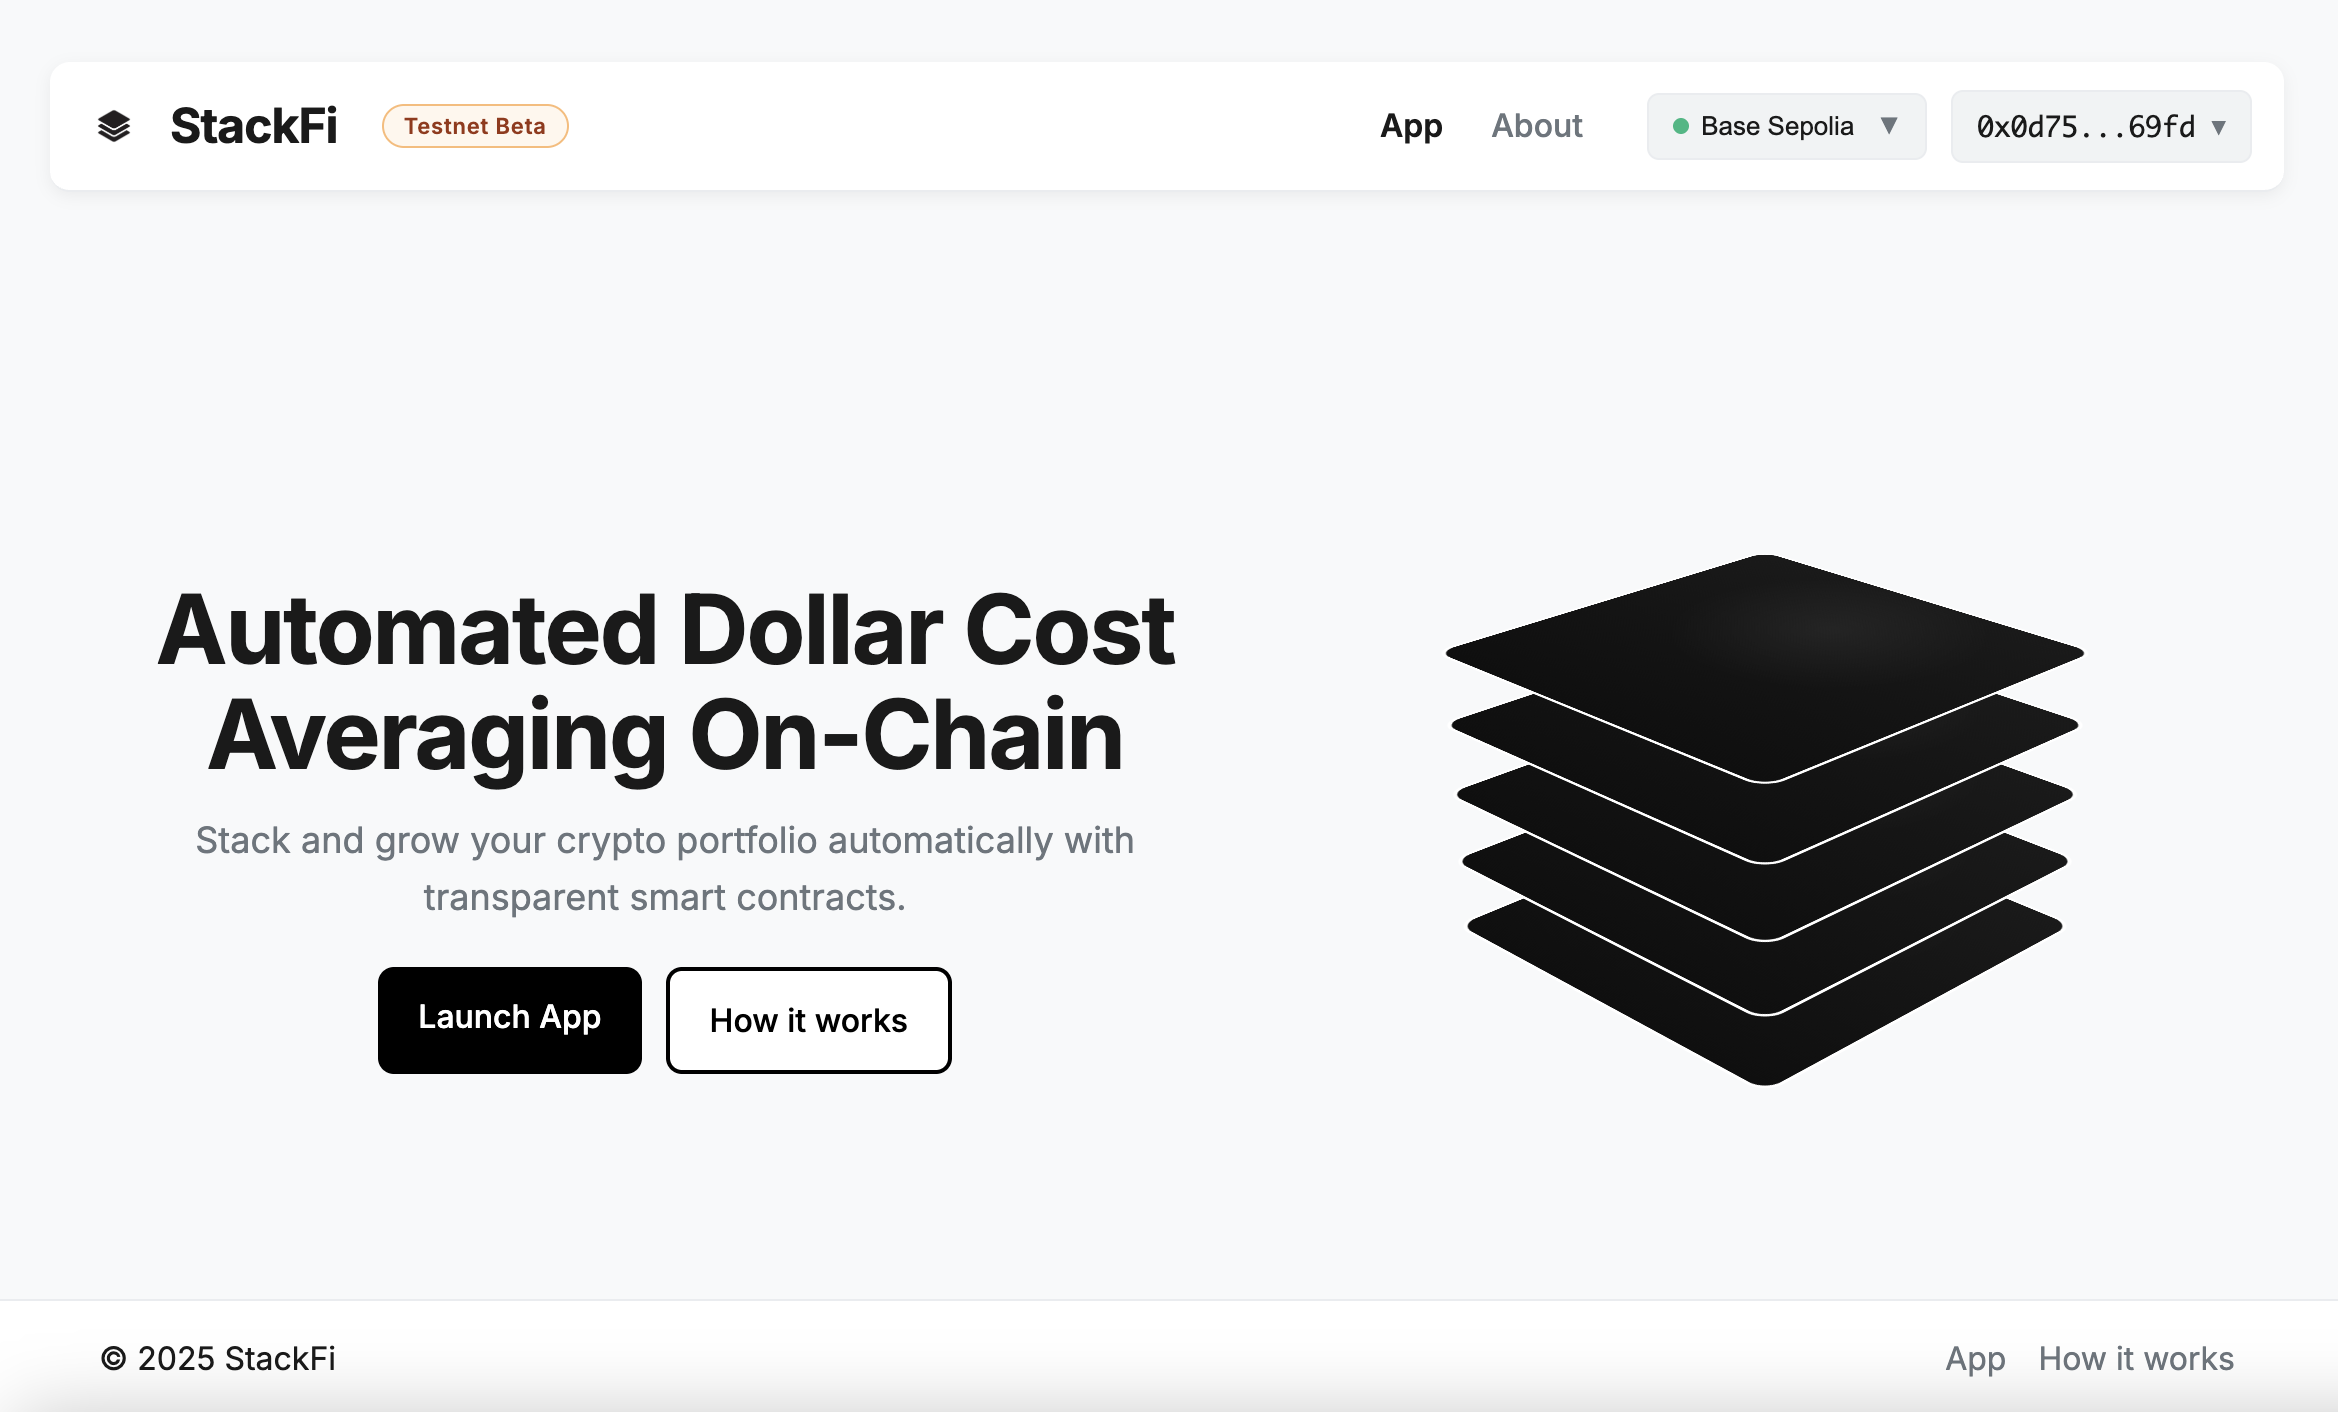 StackFi
Testnet Beta
App
About
Base Sepolia ▼
0x0d75...69fd ▼
Automated Dollar Cost
Averaging On-Chain
Stack and grow your crypto portfolio automatically with
transparent smart contracts.
Launch App
How it works
© 2025 StackFi
App
How it works